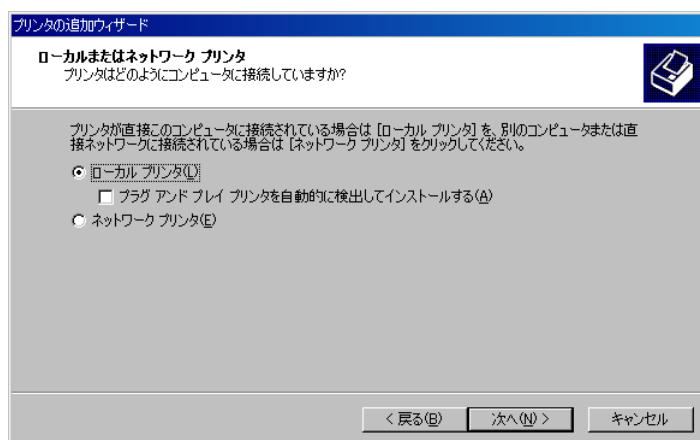 プリンタの追加ウィザード
ローカルまたはネットワーク プリンタ
プリンタはどのようにコンピュータに接続していますか?
プリンタが直接このコンピュータに接続されている場合は [ローカル プリンタ] を、別のコンピュータまたは直
接ネットワークに接続されている場合は [ネットワーク プリンタ] をクリックしてください。
ローカル プリンタ(L)
プラグ アンド プレイ プリンタを自動的に検出してインストールする(A)
ネットワーク プリンタ(E)
< 戻る(B) 次へ(N) > キャンセル